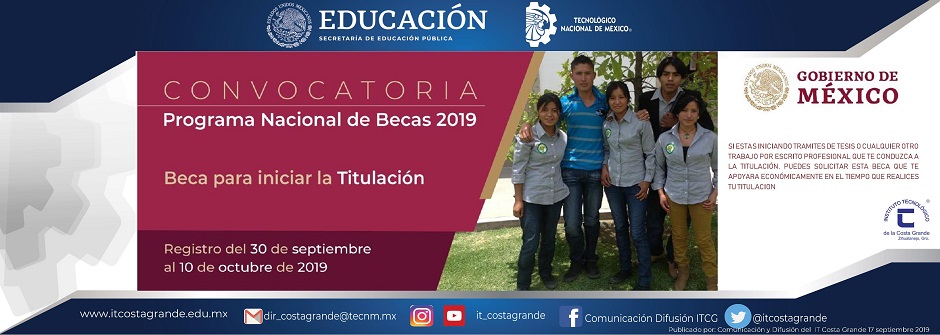 EDUCACIÓN
SECRETARÍA DE EDUCACIÓN PÚBLICA
TECNOLÓGICO
NACIONAL DE MÉXICO®
CONVOCATORIA
Programa Nacional de Becas 2019
Beca para iniciar la Titulación
Registro del 30 de septiembre
al 10 de octubre de 2019
GOBIERNO DE
MÉXICO
SI ESTAS INICIANDO TRAMITES DE TESIS O CUALQUIER OTRO
TRABAJO POR ESCRITO PROFESIONAL QUE TE CONDUZCA A
LA TITULACIÓN. PUEDES SOLICITAR ESTA BECA QUE TE
APOYARA ECONÓMICAMENTE EN EL TIEMPO QUE REALICES
TU TITULACION
INSTITUTO TECNOLÓGICO
®
de la Costa Grande
Zihuatanejo, Gro.
www.itcostagrande.edu.mx
dir_costagrande@tecnm.mx
it_costagrande
Comunicación Difusión ITCG
@itcostagrande
Publicado por: Comunicación y Difusión del IT Costa Grande 17 septiembre 2019